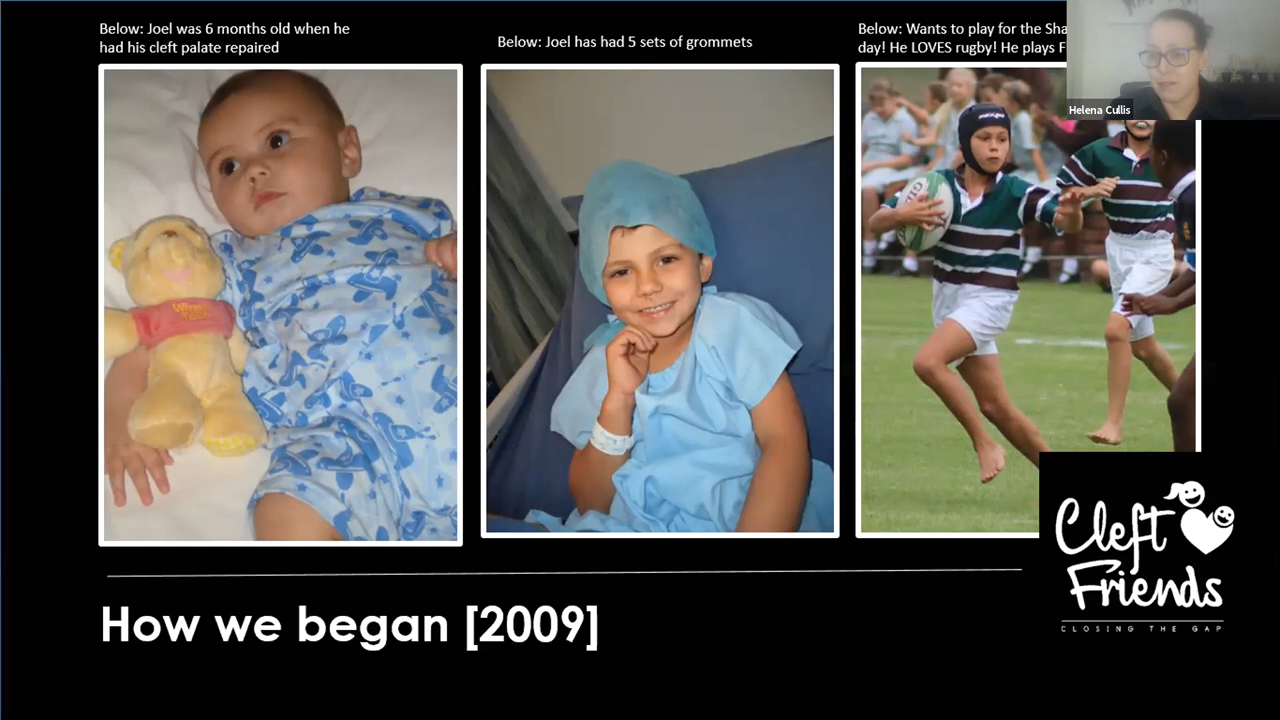 Below: Joel was 6 months old when he
had his cleft palate repaired
Below: Joel has had 5 sets of grommets
Below: Wants to play for the Sha
day! He LOVES rugby! He plays F
Helena Cullis
How we began [2009]
Cleft
Friends
CLOSING THE GAP